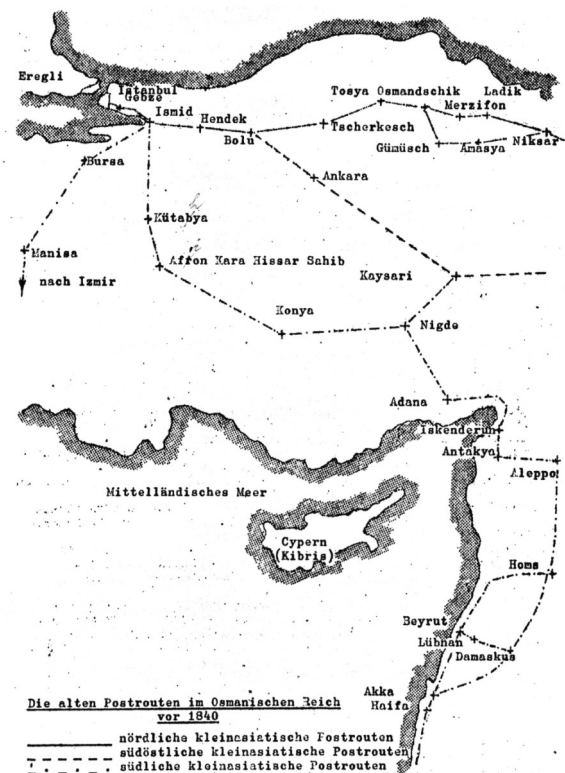 Eregli
Istanbul
Gebze
Ismid
Hendek
Bolu
Tosya Osmandschik
Ladik
Merzifon
Tscherkesch
Gümüsch
Amasya
Niksar
Bursa
Ankara
Kütahya
Manisa
Afron Kara Hissar Sahib
nach Izmir
Kaysari
Konya
Nigde
Adana
Iskenderun
Antakya
Aleppo
Mittelländisches Meer
Cypern
(Kibris)
Homs
Beyrut
Lübnan
Damaskus
Akka
Haifa
Die alten Postrouten im Osmanischen Reich
vor 1840
nördliche kleinasiatische Postrouten
südöstliche kleinasiatische Postrouten
südliche kleinasiatische Postrouten